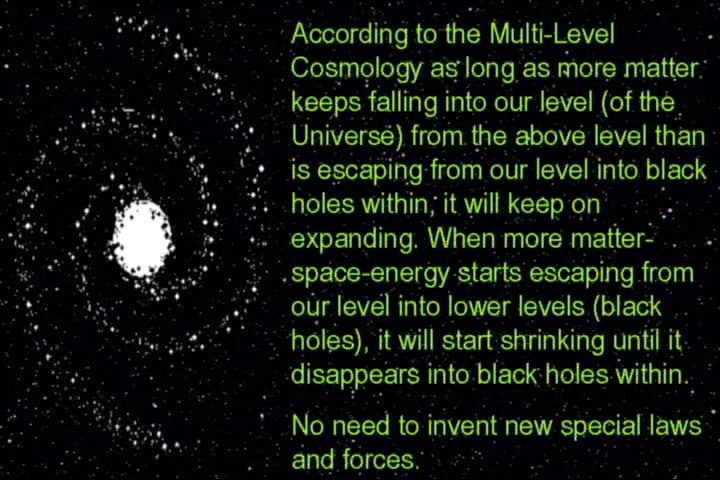 According to the Multi-Level
Cosmology as long as more matter
keeps falling into our level (of the
Universe) from the above level than
is escaping from our level into black
holes within, it will keep on
expanding. When more matter-
space-energy starts escaping from
our level into lower levels (black
holes), it will start shrinking until it
disappears into black holes within.
No need to invent new special laws
and forces.